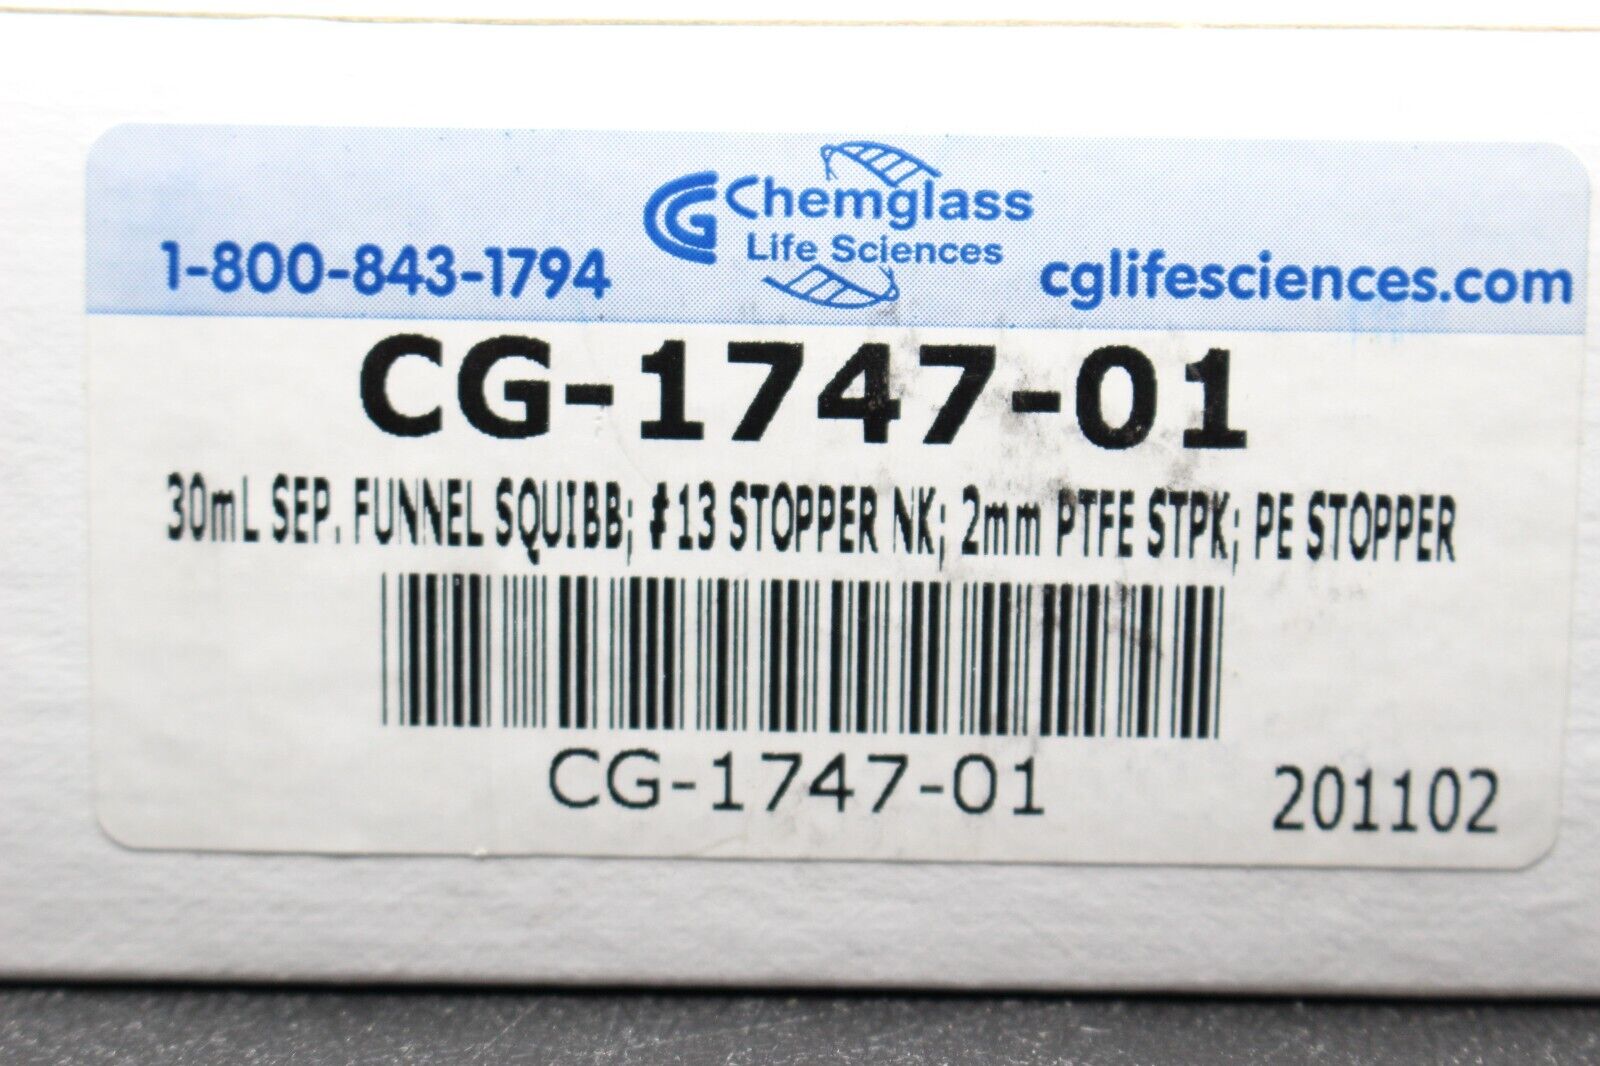 CG Chemglass
Life Sciences
1-800-843-1794
cglifesciences.com
CG-1747-01
30mL SEP. FUNNEL SQUIBB; #13 STOPPER NK; 2mm PTFE STPK; PE STOPPER
CG-1747-01
201102